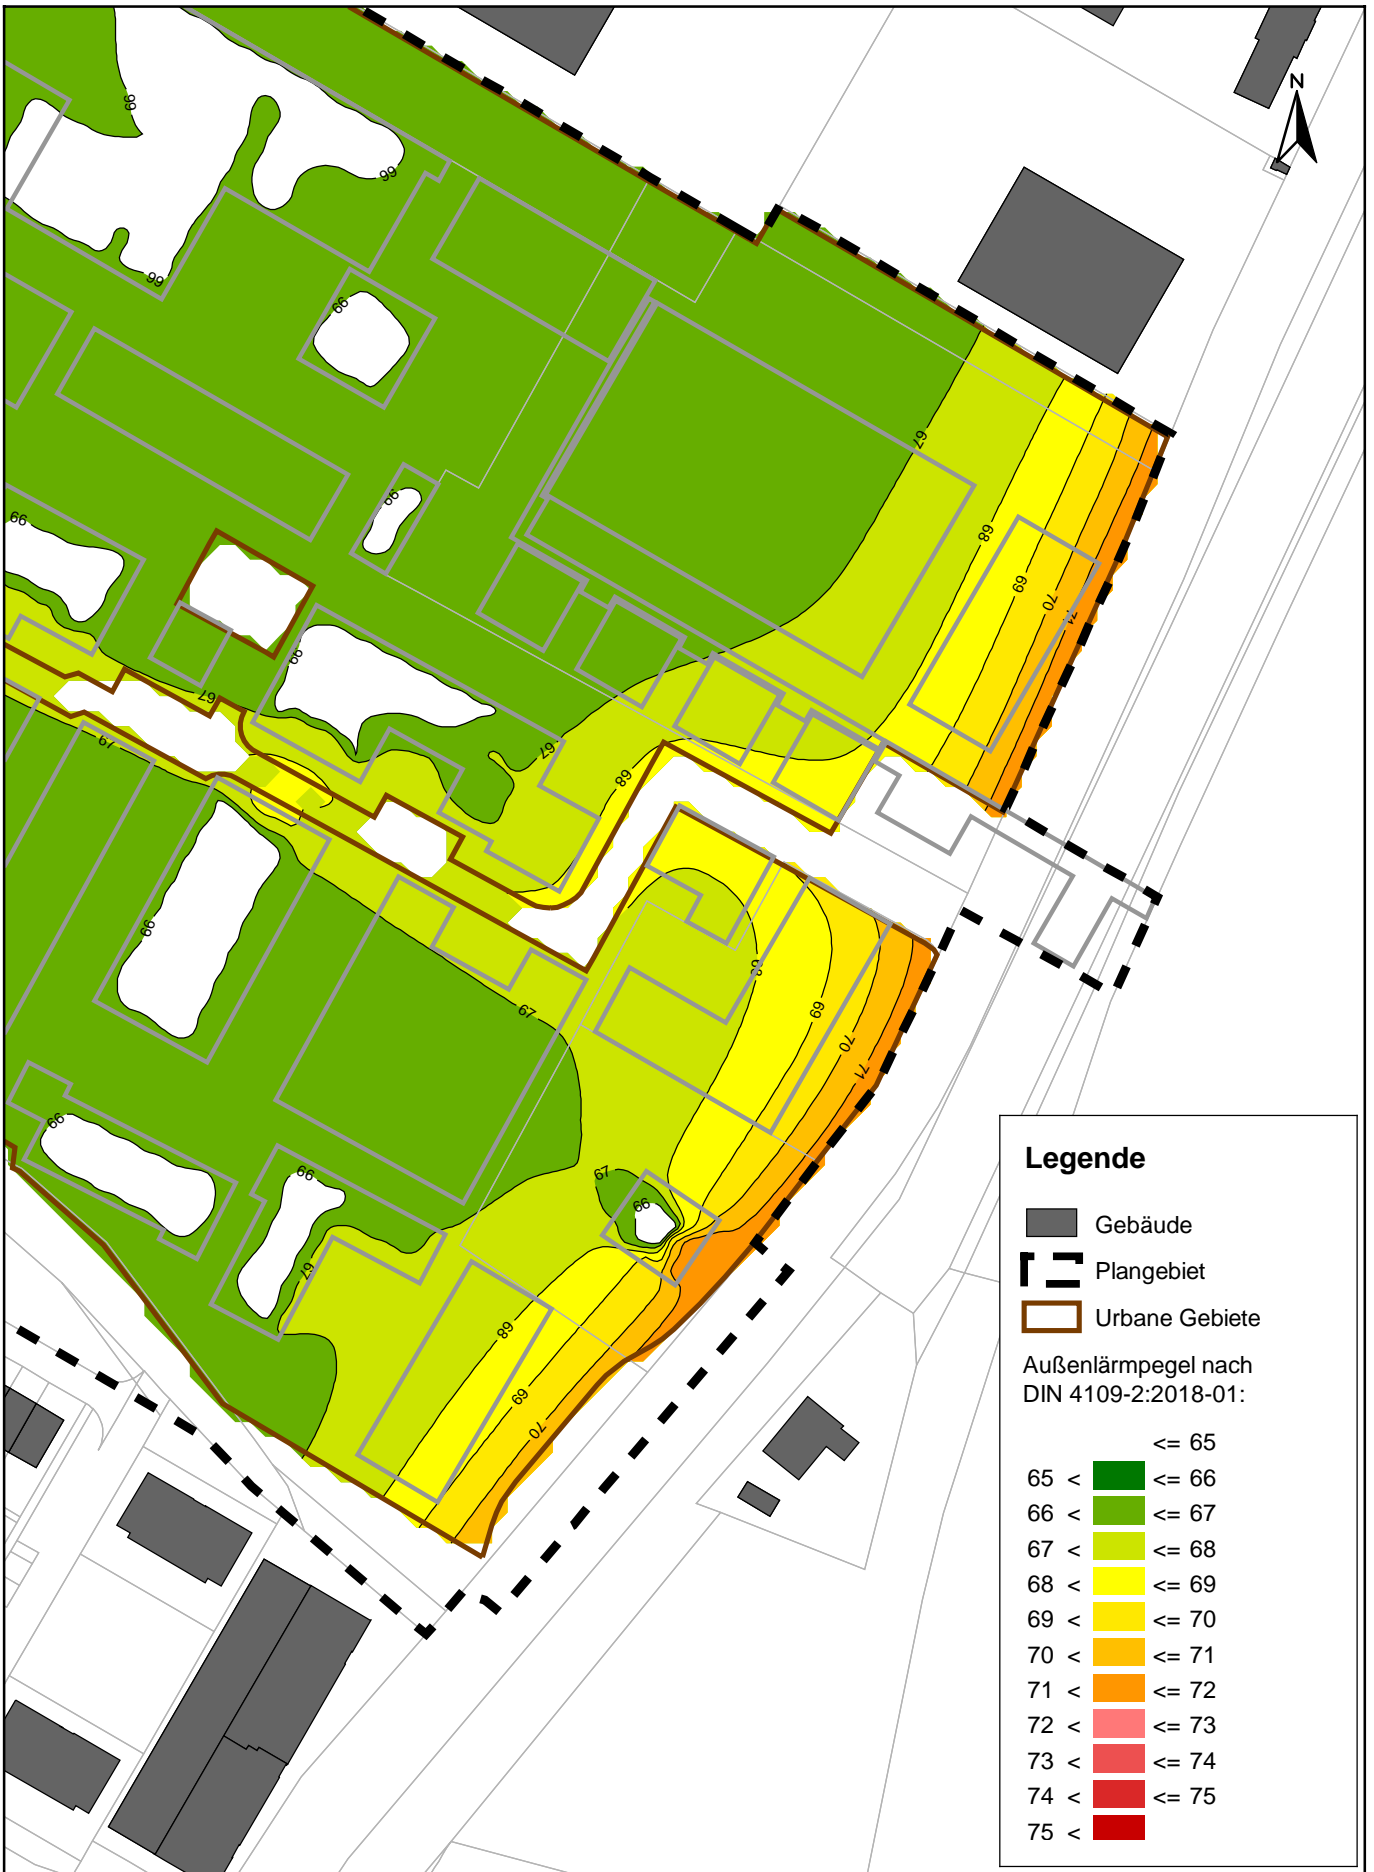 N
66
66
66
66
67
66
66
68
69
70
71
66
67
67
67
68
66
68
69
67
70
71
66
67
66
66
67
68
69
70
Legende
Gebäude
Plangebiet
Urbane Gebiete
Außenlärmpegel nach
DIN 4109-2:2018-01:
<= 65
65 < <= 66
66 < <= 67
67 < <= 68
68 < <= 69
69 < <= 70
70 < <= 71
71 < <= 72
72 < <= 73
73 < <= 74
74 < <= 75
75 <